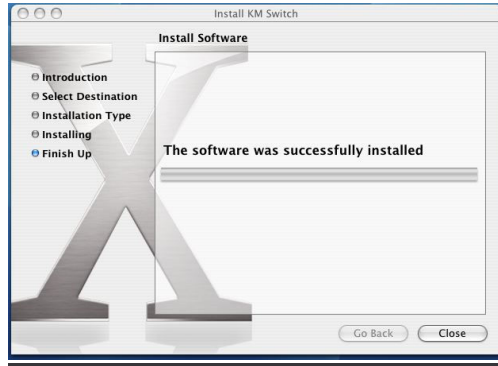 Install KM Switch
Install Software
Introduction
Select Destination
Installation Type
Installing
Finish Up
The software was successfully installed
Go Back
Close